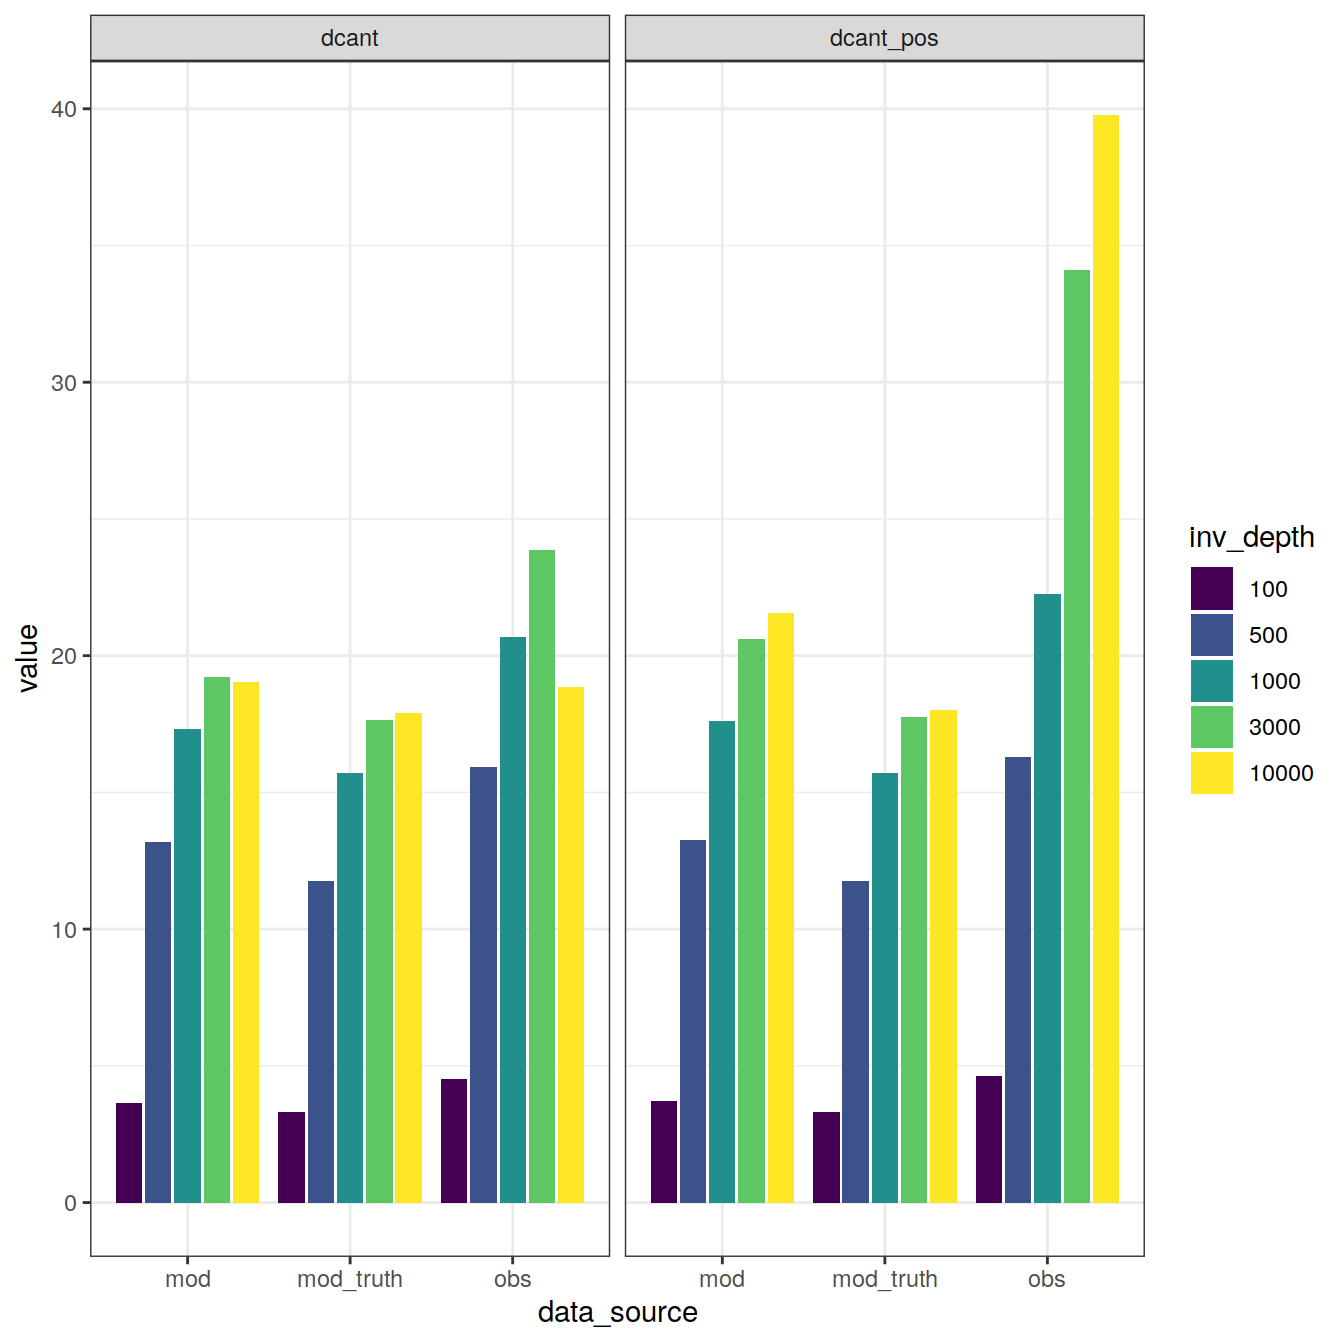 dcant
dcant_pos
40
30
20
10
0
value
mod
mod_truth
obs
mod
mod_truth
obs
data_source
inv_depth
100
500
1000
3000
10000